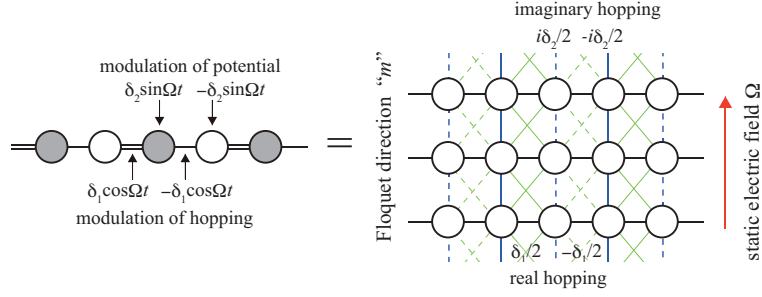 modulation of potential
δ₂sinΩt  -δ₂sinΩt
δ₁cosΩt  -δ₁cosΩt
modulation of hopping
=
Floquet direction “m”
imaginary hopping
iδ₂/2  -iδ₂/2
δ₁/2  -δ₁/2
real hopping
static electric field Ω